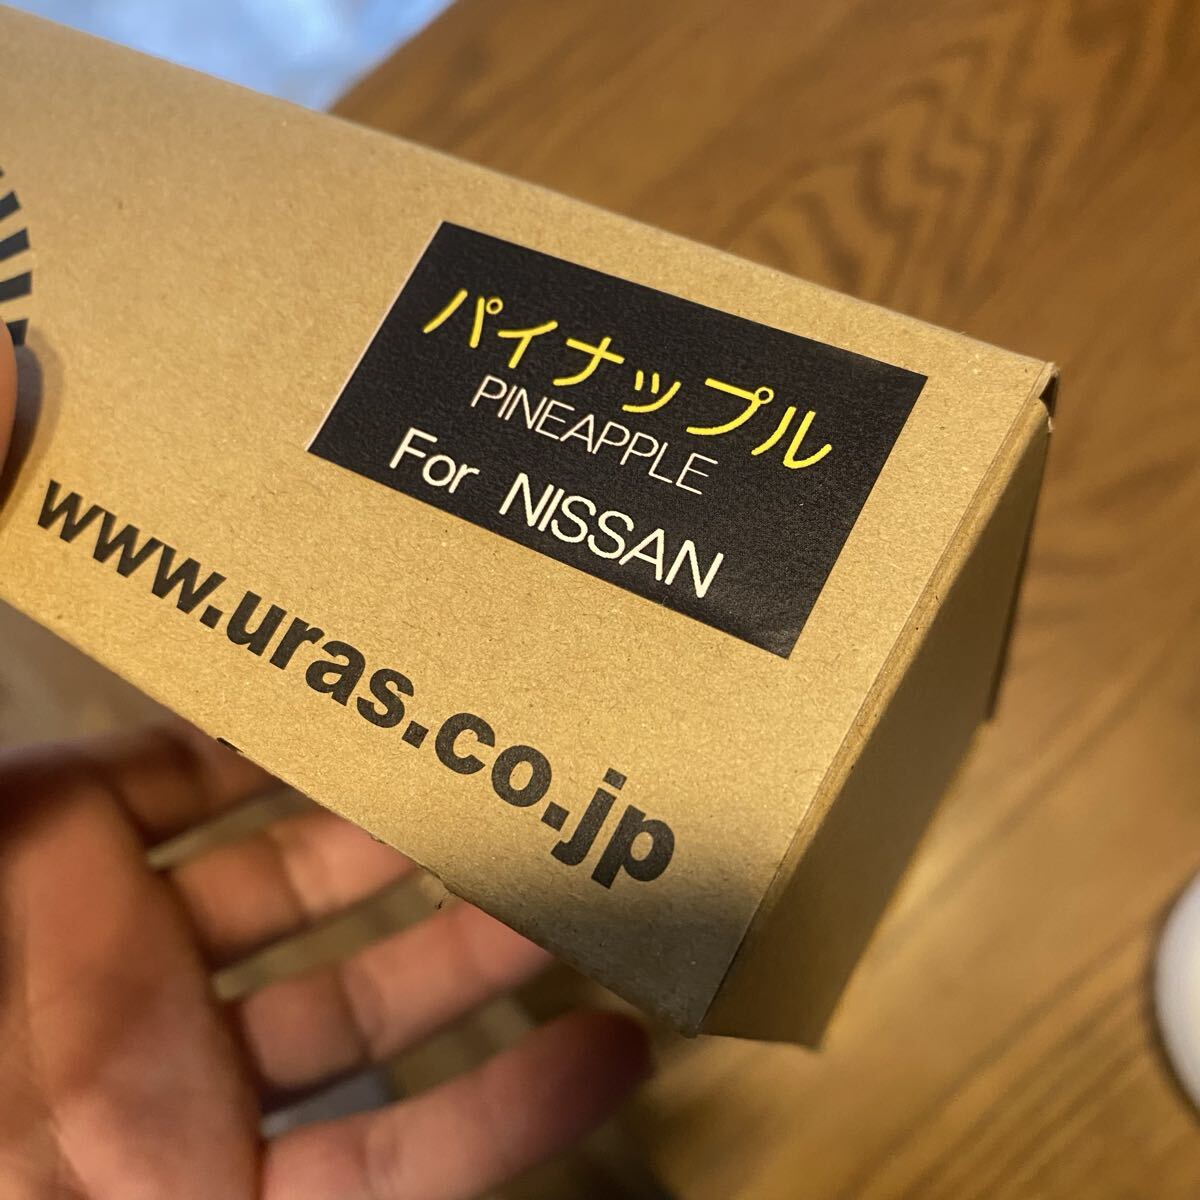 パイナップル
PINEAPPLE
For NISSAN
www.uras.co.jp